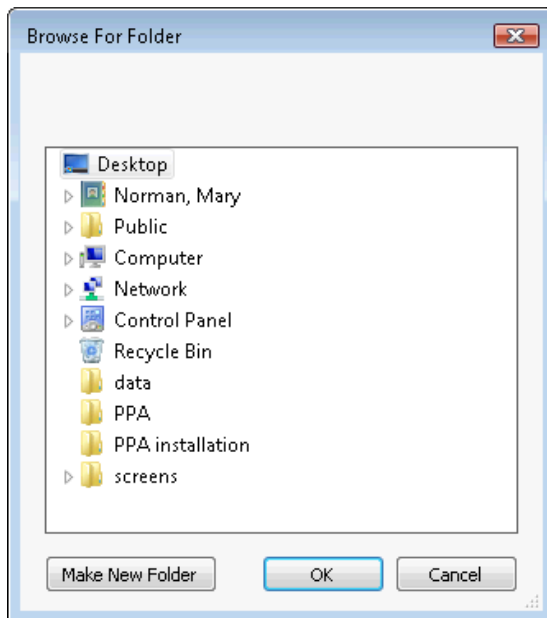 Browse For Folder
Desktop
Norman, Mary
Public
Computer
Network
Control Panel
Recycle Bin
data
PPA
PPA installation
screens
Make New Folder OK Cancel